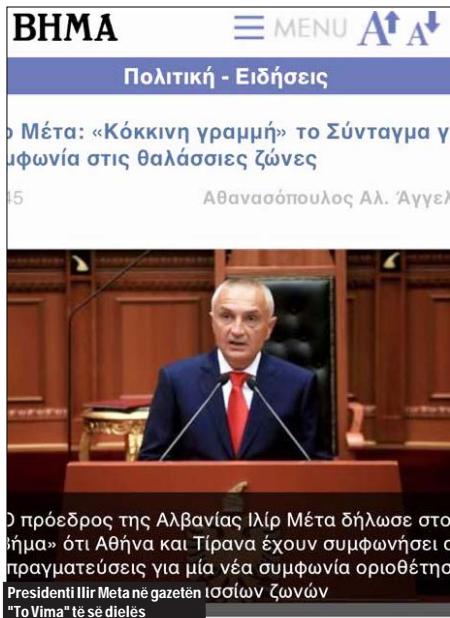 ΒΗΜΑ
MENU A A
Πολιτική - Ειδήσεις
ρ Μέτα: «Κόκκινη γραμμή» το Σύνταγμα γ
μφωνία στις θαλάσσιες ζώνες
45
Αθανασόπουλος Αλ. Άγγελ
Ο πρόεδρος της Αλβανίας Ιλίρ Μέτα δήλωσε στο
Βήμα» ότι Αθήνα και Τίρανα έχουν συμφωνήσει σ
πραγματεύσεις για μία νέα συμφωνία οριοθέτησ
ισσίων ζωνών
Presidenti Ilir Meta në gazetën
"To Vima" të së dielës